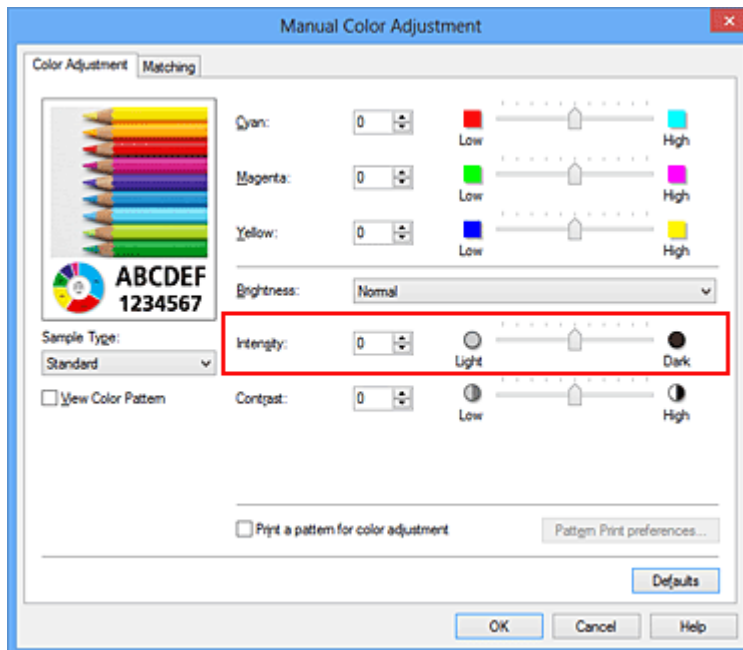 Manual Color Adjustment
Color Adjustment Matching
Cyan: 0 Low High
Magenta: 0 Low High
Yellow: 0 Low High
ABCDEF
1234567
Brightness: Normal
Sample Type:
Standard
Intensity: 0 Light Dark
View Color Pattern
Contrast: 0 Low High
Print a pattern for color adjustment Pattern Print preferences...
Defaults
OK Cancel Help